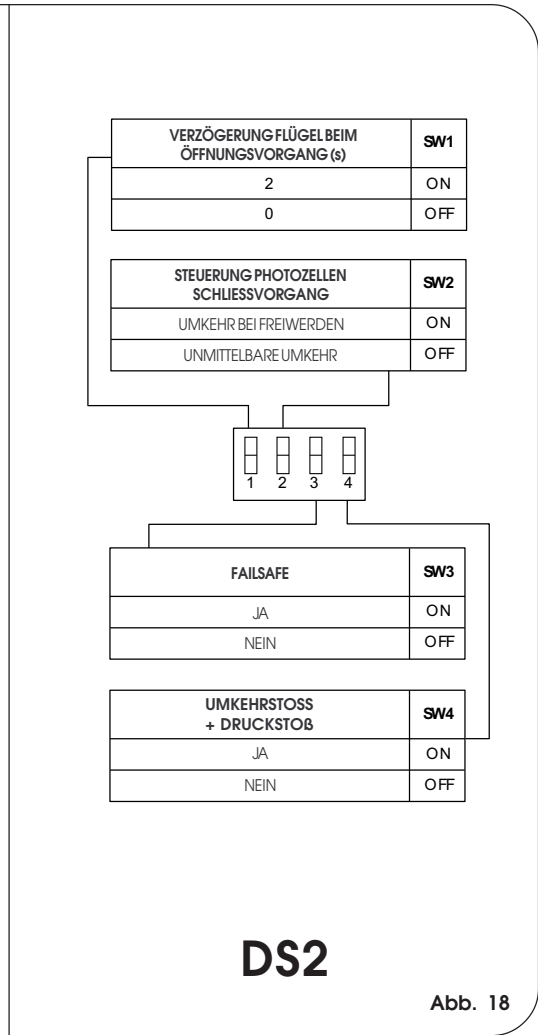 VERZÖGERUNG FLÜGEL BEIM
ÖFFNUNGSVORGANG (s) SW1
2 ON
0 OFF
STEUERUNG PHOTOZELLEN
SCHLIESSVORGANG SW2
UMKEHR BEI FREIWERDEN ON
UNMITTELBARE UMKEHR OFF
1 2 3 4
FAILSAFE SW3
JA ON
NEIN OFF
UMKEHRSTOSS
+ DRUCKSTOß SW4
JA ON
NEIN OFF
DS2
Abb. 18